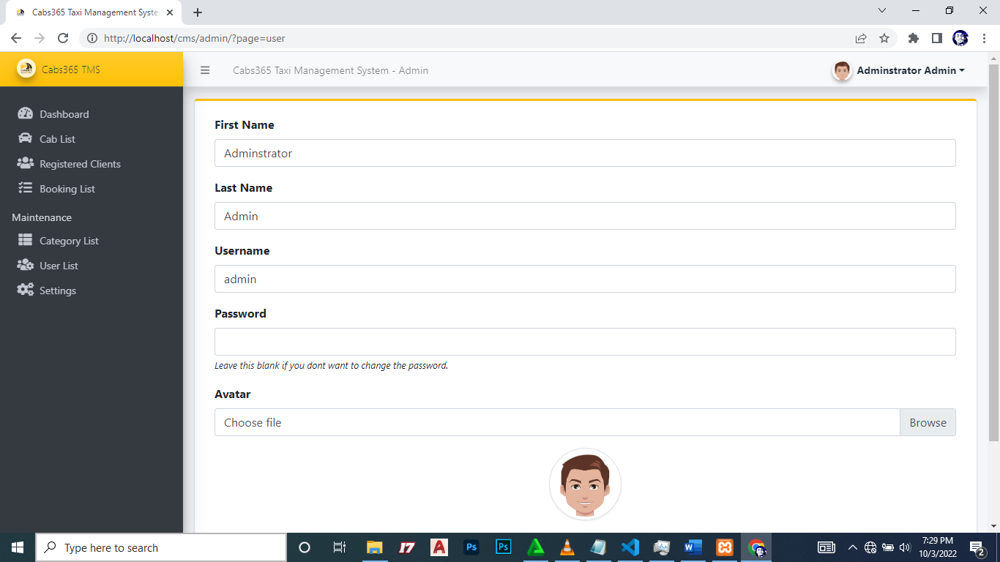 Cabs365 Taxi Management Syste
http://localhost/cms/admin/?page=user
Cabs365 TMS
Cabs365 Taxi Management System - Admin
Adminstrator Admin
Dashboard
Cab List
Registered Clients
Booking List
Maintenance
Category List
User List
Settings
First Name
Adminstrator
Last Name
Admin
Username
admin
Password
Leave this blank if you dont want to change the password.
Avatar
Choose file
Browse
Type here to search
17
A
Ps
Ps
W
7:29 PM
10/3/2022
2